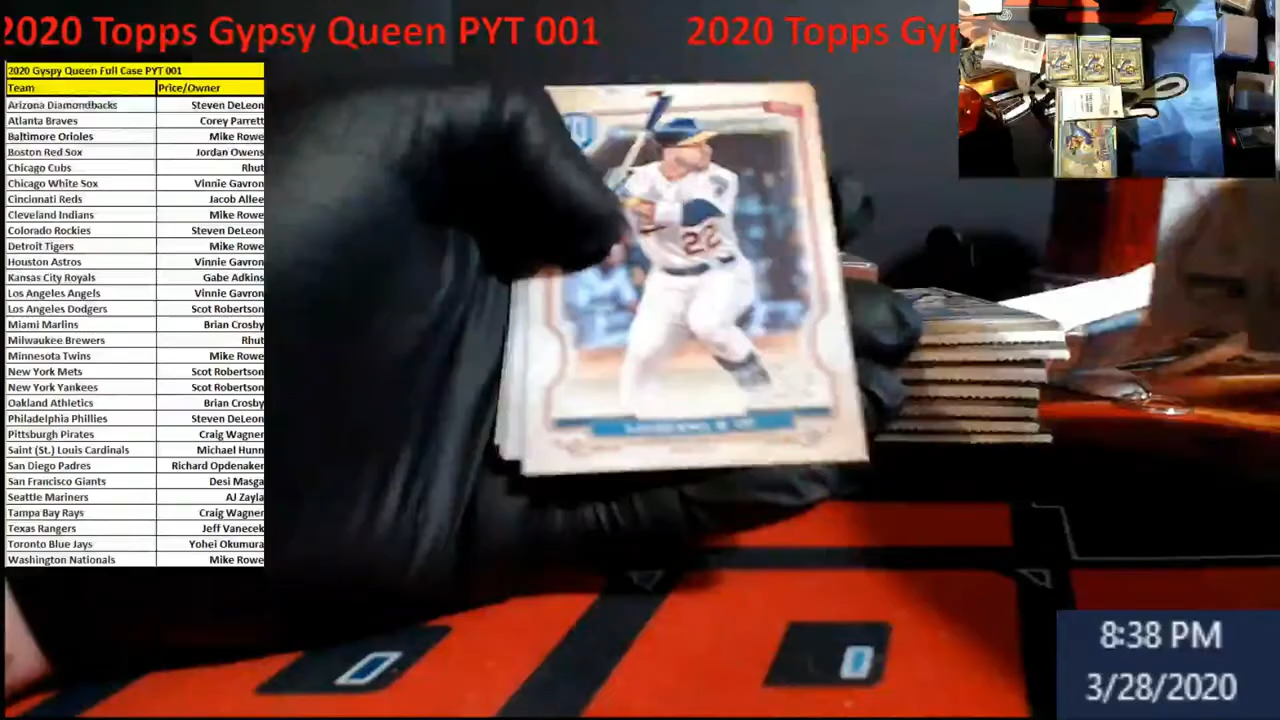 2020 Topps Gypsy Queen PYT 001 2020 Topps Gyp
2020 Gyspy Queen Full Case PYT 001
Team Price/Owner
Arizona Diamondbacks Steven DeLeon
Atlanta Braves Corey Parrett
Baltimore Orioles Mike Rowe
Boston Red Sox Jordan Owens
Chicago Cubs Rhut
Chicago White Sox Vinnie Gavron
Cincinnati Reds Jacob Allee
Cleveland Indians Mike Rowe
Colorado Rockies Steven DeLeon
Detroit Tigers Mike Rowe
Houston Astros Vinnie Gavron
Kansas City Royals Gabe Adkins
Los Angeles Angels Vinnie Gavron
Los Angeles Dodgers Scot Robertson
Miami Marlins Brian Crosby
Milwaukee Brewers Rhut
Minnesota Twins Mike Rowe
New York Mets Scot Robertson
New York Yankees Scot Robertson
Oakland Athletics Brian Crosby
Philadelphia Phillies Steven DeLeon
Pittsburgh Pirates Craig Wagner
Saint (St.) Louis Cardinals Michael Hunn
San Diego Padres Richard Opdenaker
San Francisco Giants Desi Masga
Seattle Mariners AJ Zayla
Tampa Bay Rays Craig Wagner
Texas Rangers Jeff Vanecek
Toronto Blue Jays Yohei Okumura
Washington Nationals Mike Rowe
22
0 0
8:38 PM
3/28/2020